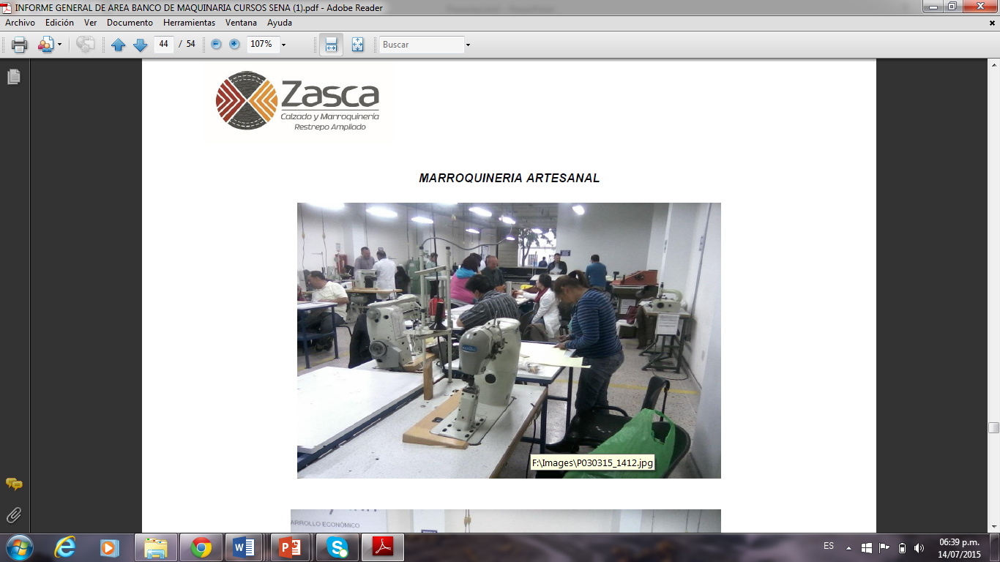 INFORME GENERAL DE AREA BANCO DE MAQUINARIA CURSOS SENA (1).pdf - Adobe Reader
Archivo Edición Ver Documento Herramientas Ventana Ayuda
44 / 54 107% Buscar
Zasca
Calzado y Marroquinería
Restrepo Ampliado
MARROQUINERIA ARTESANAL
F:\Images\P030315_1412.jpg
ARROLLO ECONÓMICO
ES
06:39 p.m.
14/07/2015